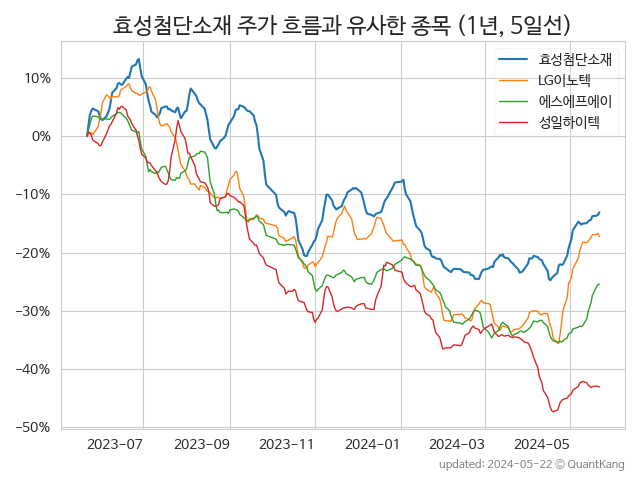 효성첨단소재 주가 흐름과 유사한 종목 (1년, 5일선)
효성첨단소재
LG이노텍
에스에프에이
성일하이텍
10%
0%
−10%
−20%
−30%
−40%
−50%
2023-07
2023-09
2023-11
2024-01
2024-03
2024-05
updated: 2024-05-22 © QuantKang